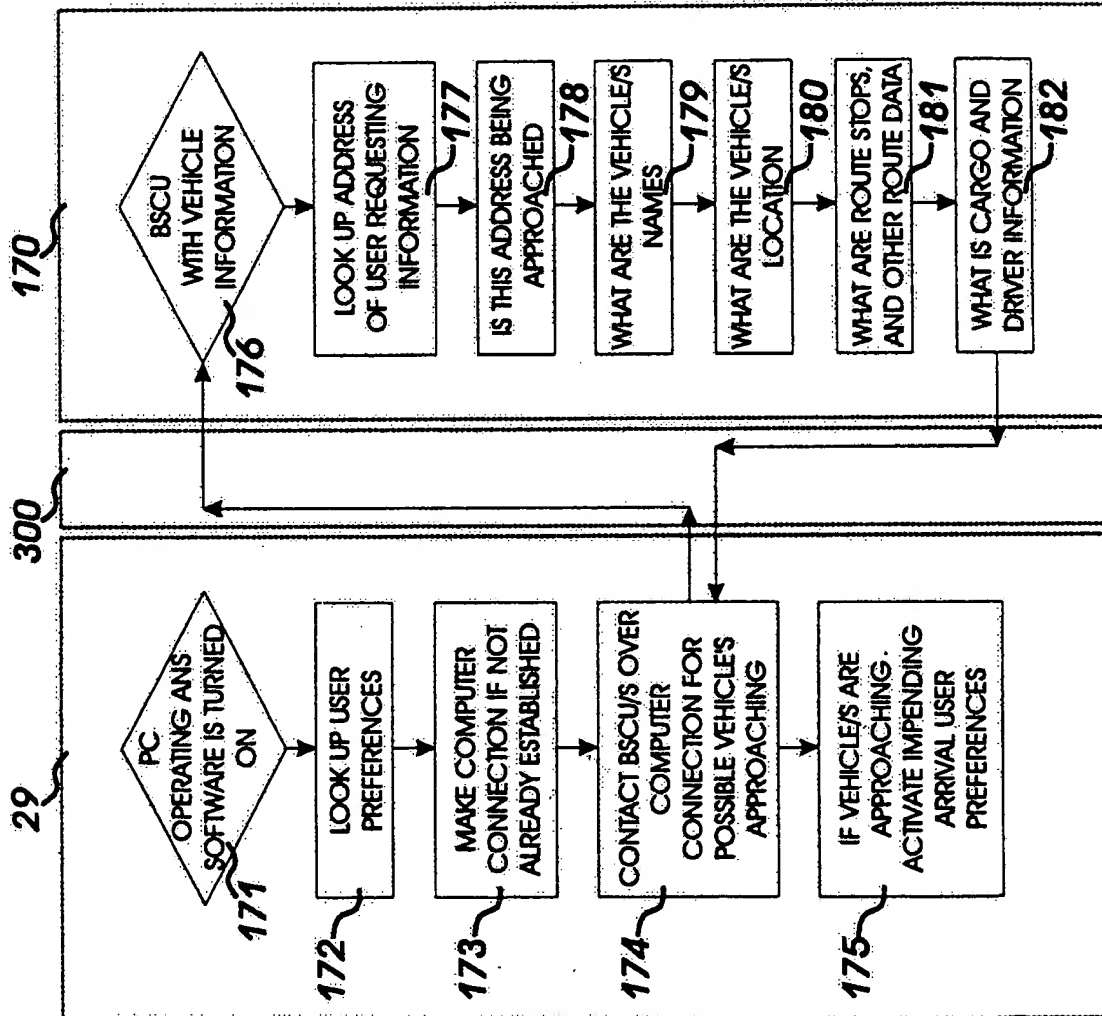 29
300
170
PC
OPERATING ANS
SOFTWARE IS TURNED
ON
171
LOOK UP USER
PREFERENCES
172
MAKE COMPUTER
CONNECTION IF NOT
ALREADY ESTABLISHED
173
CONTACT BSCU/S OVER
COMPUTER
CONNECTION FOR
POSSIBLE VEHICLE'S
APPROACHING
174
IF VEHICLE/S ARE
APPROACHING.
ACTIVATE IMPENDING
ARRIVAL USER
PREFERENCES
175
BSCU
WITH VEHICLE
INFORMATION
176
LOOK UP ADDRESS
OF USER REQUESTING
INFORMATION
177
IS THIS ADDRESS BEING
APPROACHED
178
WHAT ARE THE VEHICLE/S
NAMES
179
WHAT ARE THE VEHICLE/S
LOCATION
180
WHAT ARE ROUTE STOPS,
AND OTHER ROUTE DATA
181
WHAT IS CARGO AND
DRIVER INFORMATION
182